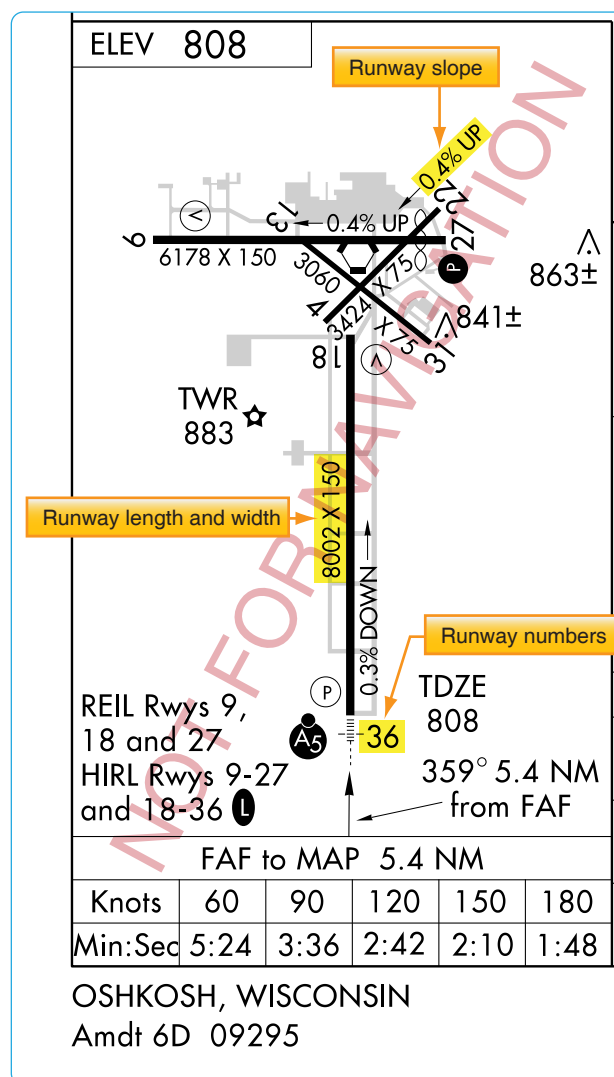 ELEV 808
Runway slope
0.4% UP
22
13
0.4% UP
9
27
6178 X 150
P
863±
3060 X 75
4
3424 X 75
841±
31
18
V
V
TWR
883
Runway length and width
8002 X 150
0.3% DOWN
Runway numbers
P
TDZE
808
REIL Rwys 9,
18 and 27
HIRL Rwys 9-27
and 18-36 L
A5
36
359° 5.4 NM
from FAF
FAF to MAP 5.4 NM
Knots 60 90 120 150 180
Min:Sec 5:24 3:36 2:42 2:10 1:48
NOT FOR NAVIGATION
OSHKOSH, WISCONSIN
Amdt 6D 09295